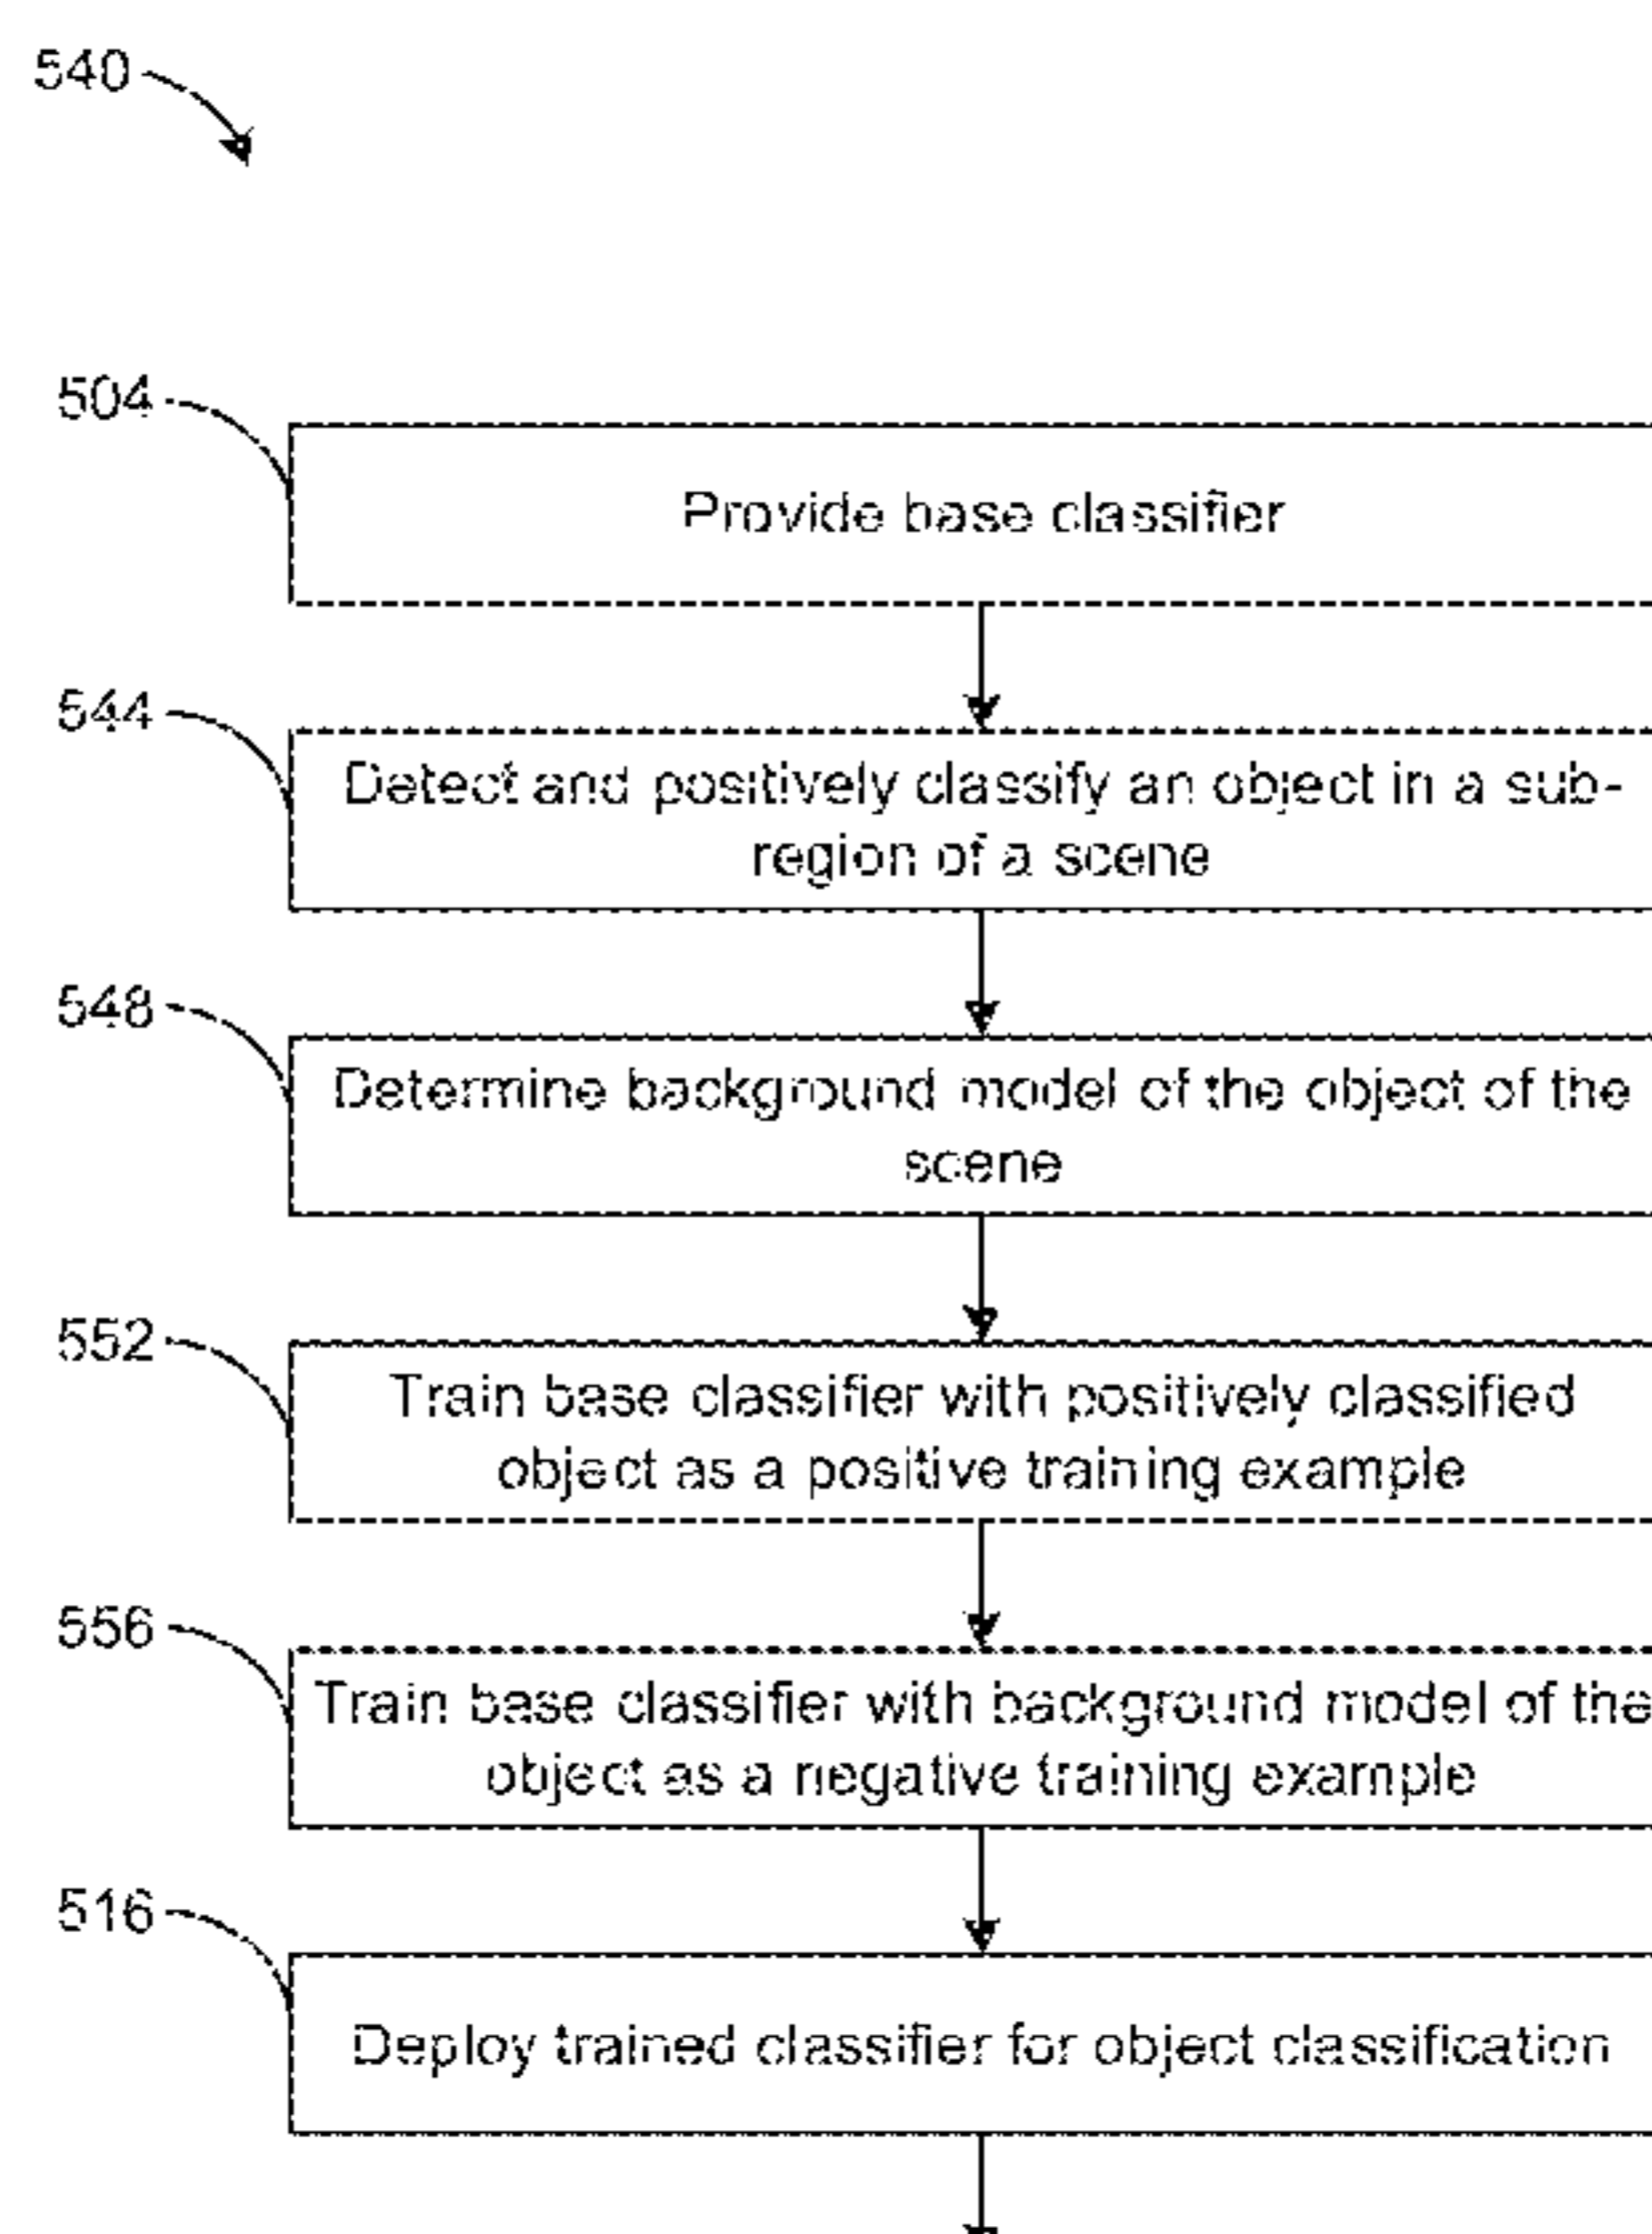 540
504
Provide base classifier
544
Detect and positively classify an object in a sub-
region of a scene
548
Determine background model of the object of the
scene
552
Train base classifier with positively classified
object as a positive training example
556
Train base classifier with background model of the
object as a negative training example
516
Deploy trained classifier for object classification